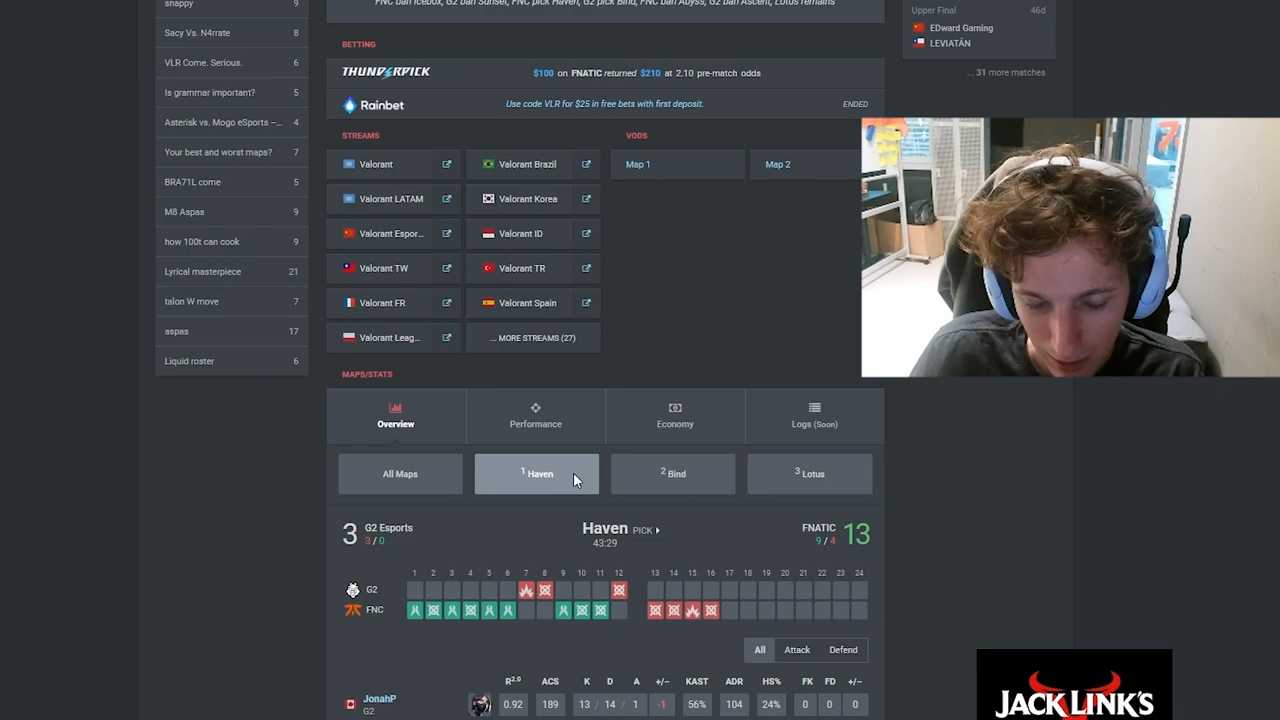 snappy 9
Sacy Vs. N4rrate 8
VLR Come. Serious. 6
Is grammar important? 5
Asterisk vs. Mogo eSports –... 4
Your best and worst maps? 7
BRA71L come 5
M8 Aspas 9
how 100t can cook 9
Lyrical masterpiece 21
talon W move 7
aspas 17
Liquid roster 6
FNC ban Icebox, G2 ban Sunset, FNC pick Haven, G2 pick Bind, FNC ban Abyss, G2 ban Ascent, Lotus remains
BETTING
THUNDERPICK $100 on FNATIC returned $210 at 2.10 pre-match odds
Rainbet Use code VLR for $25 in free bets with first deposit. ENDED
STREAMS VODS
Valorant Valorant Brazil Map 1 Map 2
Valorant LATAM Valorant Korea
Valorant Espor... Valorant ID
Valorant TW Valorant TR
Valorant FR Valorant Spain
Valorant Leag... ... MORE STREAMS (27)
MAPS/STATS
Overview Performance Economy Logs (Soon)
All Maps 1 Haven 2 Bind 3 Lotus
3 G2 Esports Haven PICK FNATIC 13
3 / 0 43:29 9 / 4
1 2 3 4 5 6 7 8 9 10 11 12 13 14 15 16 17 18 19 20 21 22 23 24
G2
FNC
All Attack Defend
R2.0 ACS K D A +/– KAST ADR HS% FK FD +/–
JonahP 0.92 189 13 / 14 / 1 -1 56% 104 24% 0 0 0
G2
Upper Final 46d
EDward Gaming
LEVIATÁN
... 31 more matches
JACK LINK'S